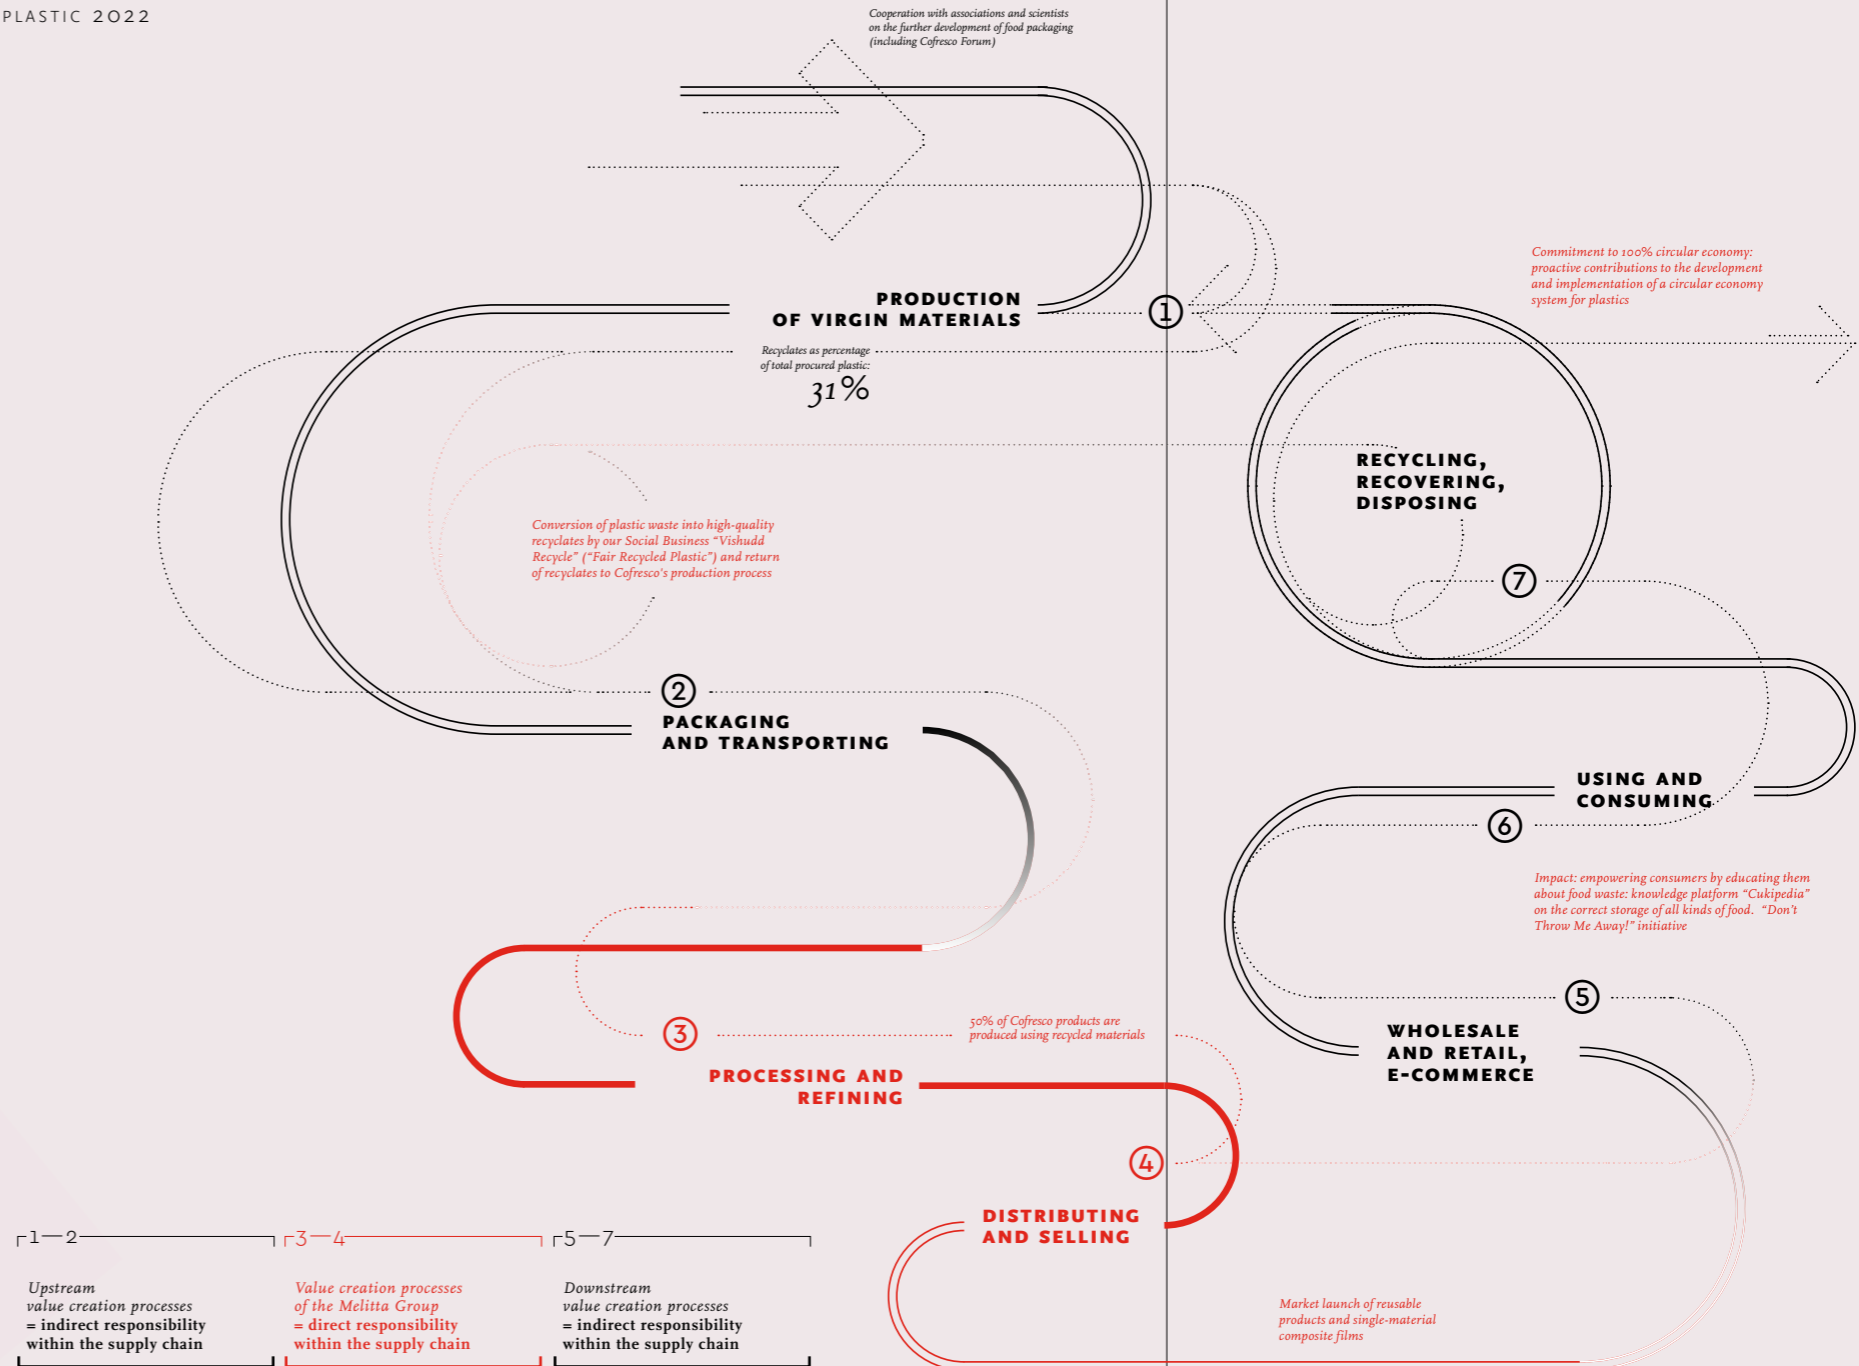 PLASTIC 2022
Cooperation with associations and scientists
on the further development of food packaging
(including Cofresco Forum)
PRODUCTION
OF VIRGIN MATERIALS
1
Recyclates as percentage
of total procured plastic:
31%
Commitment to 100% circular economy:
proactive contributions to the development
and implementation of a circular economy
system for plastics
RECYCLING,
RECOVERING,
DISPOSING
7
Conversion of plastic waste into high-quality
recyclates by our Social Business “Vishudd
Recycle” (“Fair Recycled Plastic”) and return
of recyclates to Cofresco's production process
2
PACKAGING
AND TRANSPORTING
USING AND
CONSUMING
6
Impact: empowering consumers by educating them
about food waste: knowledge platform “Cukipedia”
on the correct storage of all kinds of food. “Don’t
Throw Me Away!” initiative
5
WHOLESALE
AND RETAIL,
E-COMMERCE
3
50% of Cofresco products are
produced using recycled materials
PROCESSING AND
REFINING
4
DISTRIBUTING
AND SELLING
Market launch of reusable
products and single-material
composite films
1—2
Upstream
value creation processes
= indirect responsibility
within the supply chain
3—4
Value creation processes
of the Melitta Group
= direct responsibility
within the supply chain
5—7
Downstream
value creation processes
= indirect responsibility
within the supply chain